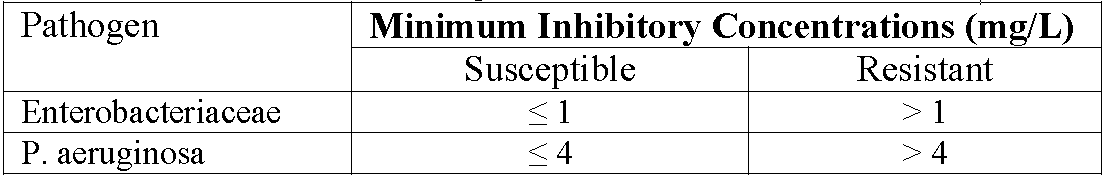 Pathogen Minimum Inhibitory Concentrations (mg/L)
Susceptible Resistant
Enterobacteriaceae ≤ 1 > 1
P. aeruginosa ≤ 4 > 4